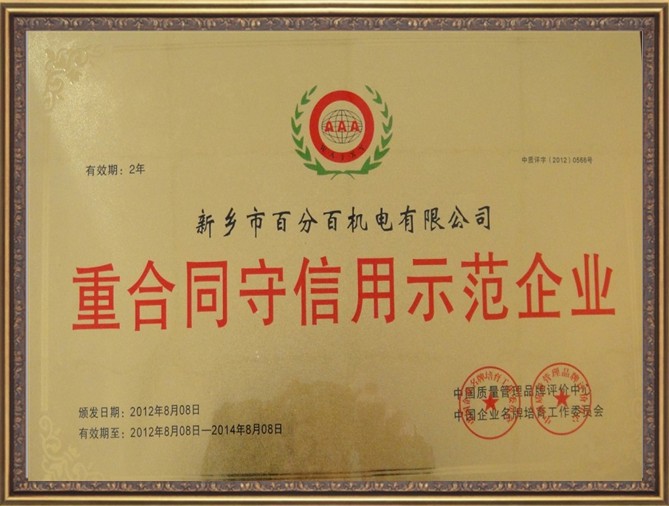 AAA
有效期：2年
中质评字（2012）0566号
新乡市百分百机电有限公司
重合同守信用示范企业
颁发日期：2012年8月08日
有效期至：2012年8月08日—2014年8月08日
中国质量管理品牌评价中心
中国企业名牌培育工作委员会